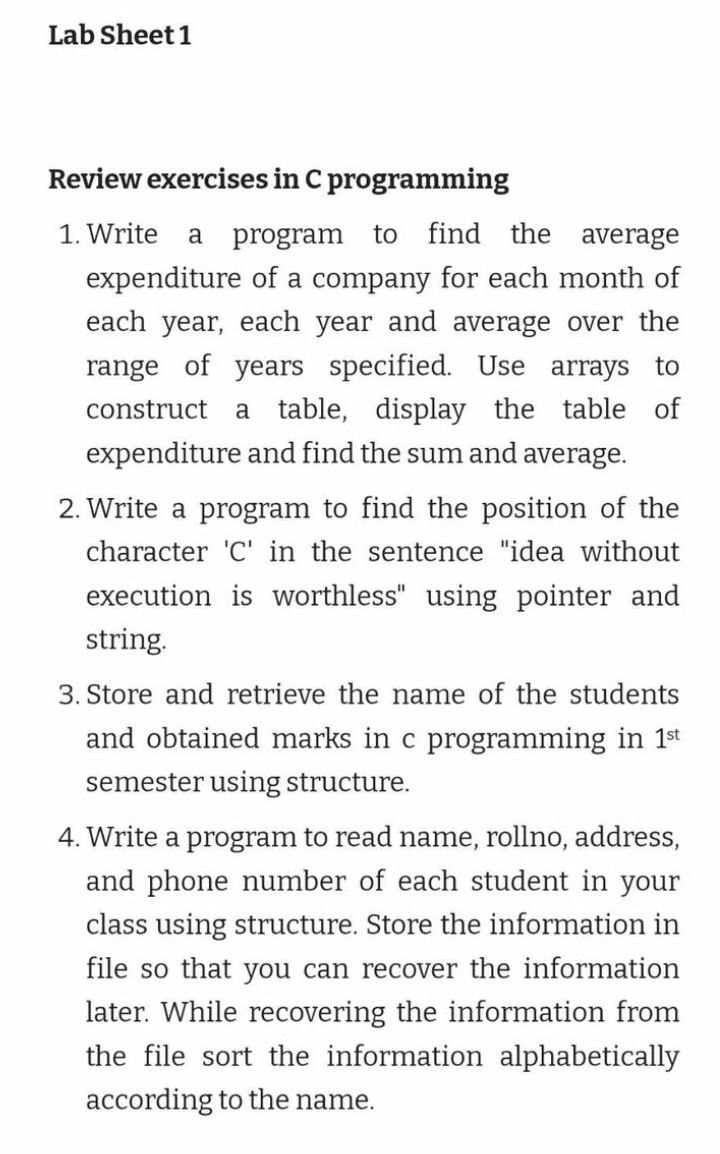 Lab Sheet 1
Review exercises in C programming
1. Write a program to find the average
expenditure of a company for each month of
each year, each year and average over the
range of years specified. Use arrays to
construct a table, display the table of
expenditure and find the sum and average.
2. Write a program to find the position of the
character 'C' in the sentence "idea without
execution is worthless" using pointer and
string.
3. Store and retrieve the name of the students
and obtained marks in c programming in 1st
semester using structure.
4. Write a program to read name, rollno, address,
and phone number of each student in your
class using structure. Store the information in
file so that you can recover the information
later. While recovering the information from
the file sort the information alphabetically
according to the name.